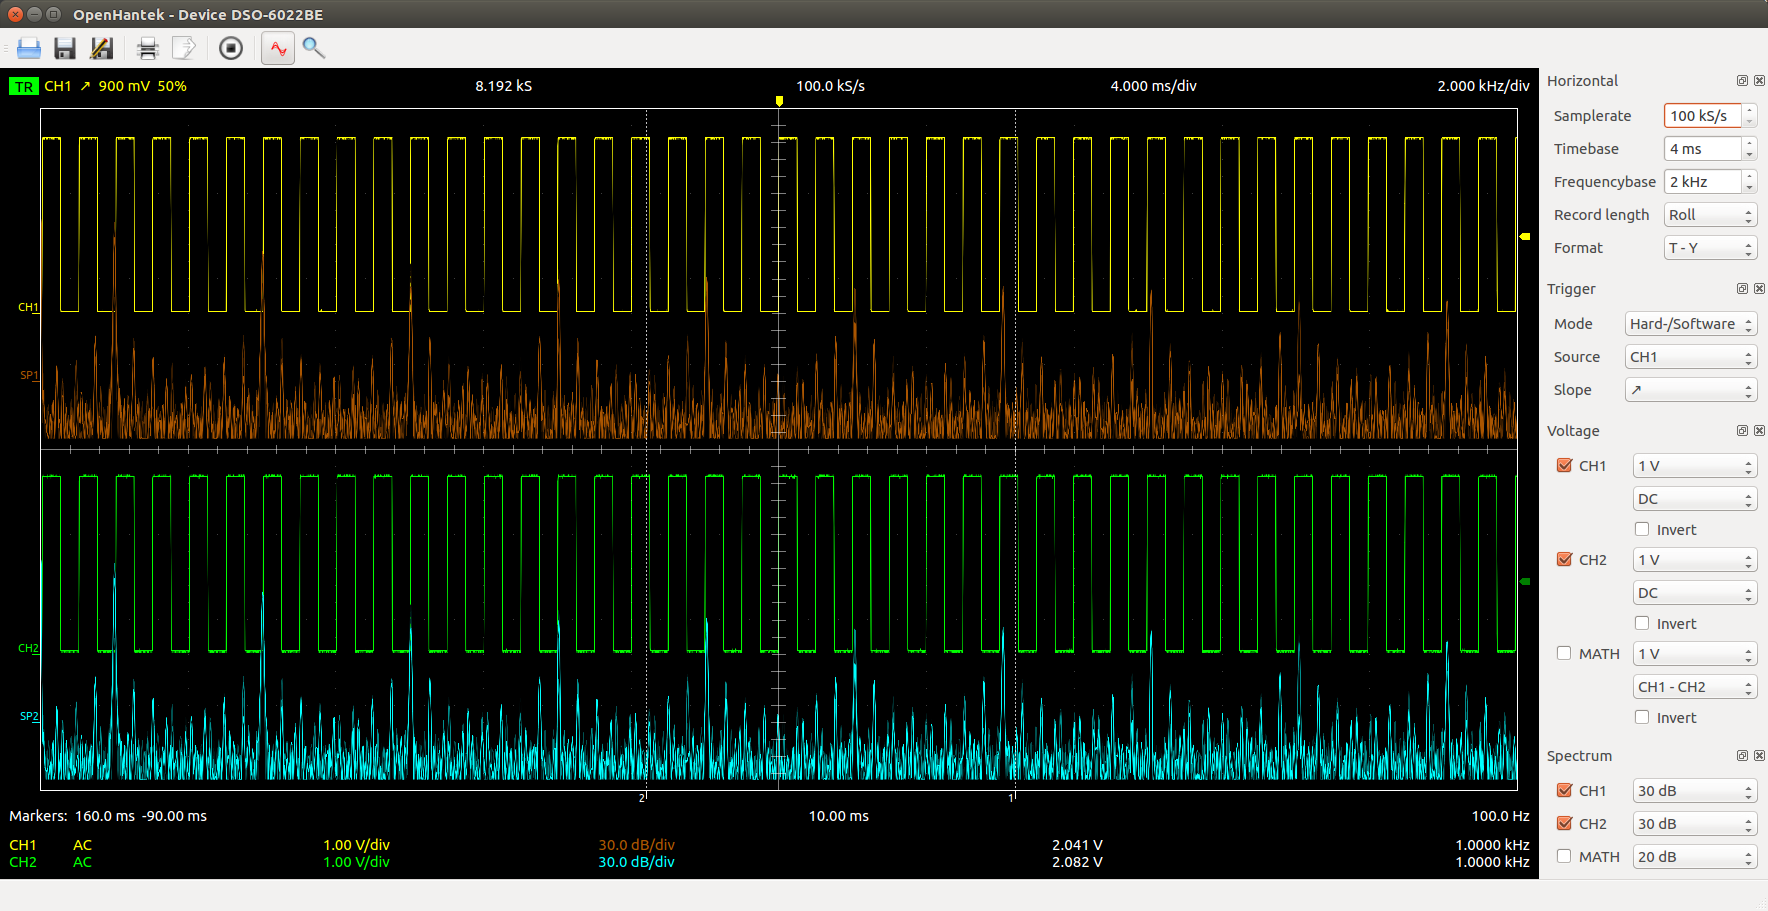 OpenHantek - Device DSO-6022BE
TR CH1 ↗ 900 mV 50% 8.192 kS 100.0 kS/s 4.000 ms/div 2.000 kHz/div
CH1
SP1
CH2
SP2
2 1
Markers: 160.0 ms -90.00 ms 10.00 ms 100.0 Hz
CH1 AC 1.00 V/div 30.0 dB/div 2.041 V 1.0000 kHz
CH2 AC 1.00 V/div 30.0 dB/div 2.082 V 1.0000 kHz
Horizontal
Samplerate 100 kS/s
Timebase 4 ms
Frequencybase 2 kHz
Record length Roll
Format T - Y
Trigger
Mode Hard-/Software
Source CH1
Slope ↗
Voltage
CH1 1 V
DC
Invert
CH2 1 V
DC
Invert
MATH 1 V
CH1 - CH2
Invert
Spectrum
CH1 30 dB
CH2 30 dB
MATH 20 dB